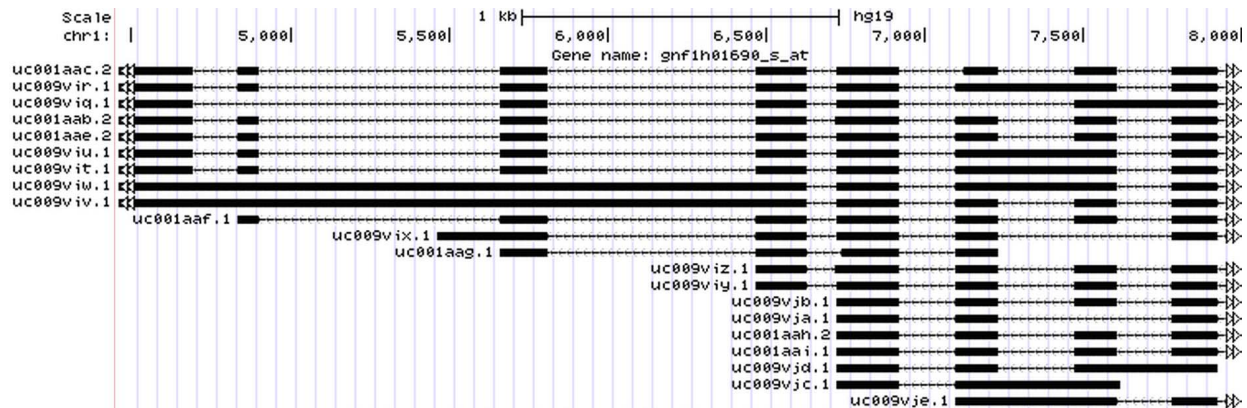 Scale 1 kb hg19
chr1: 5,000 5,500 6,000 6,500 7,000 7,500 8,000
Gene name: gnf1h01690_s_at
uc001aac.2
uc009vir.1
uc009viq.1
uc001aab.2
uc001aae.2
uc009viu.1
uc009vit.1
uc009viw.1
uc009viv.1
uc001aaf.1
uc009vix.1
uc001aag.1
uc009viz.1
uc009viy.1
uc009vjb.1
uc009vja.1
uc001aah.2
uc001aai.1
uc009vjd.1
uc009vjc.1
uc009vje.1